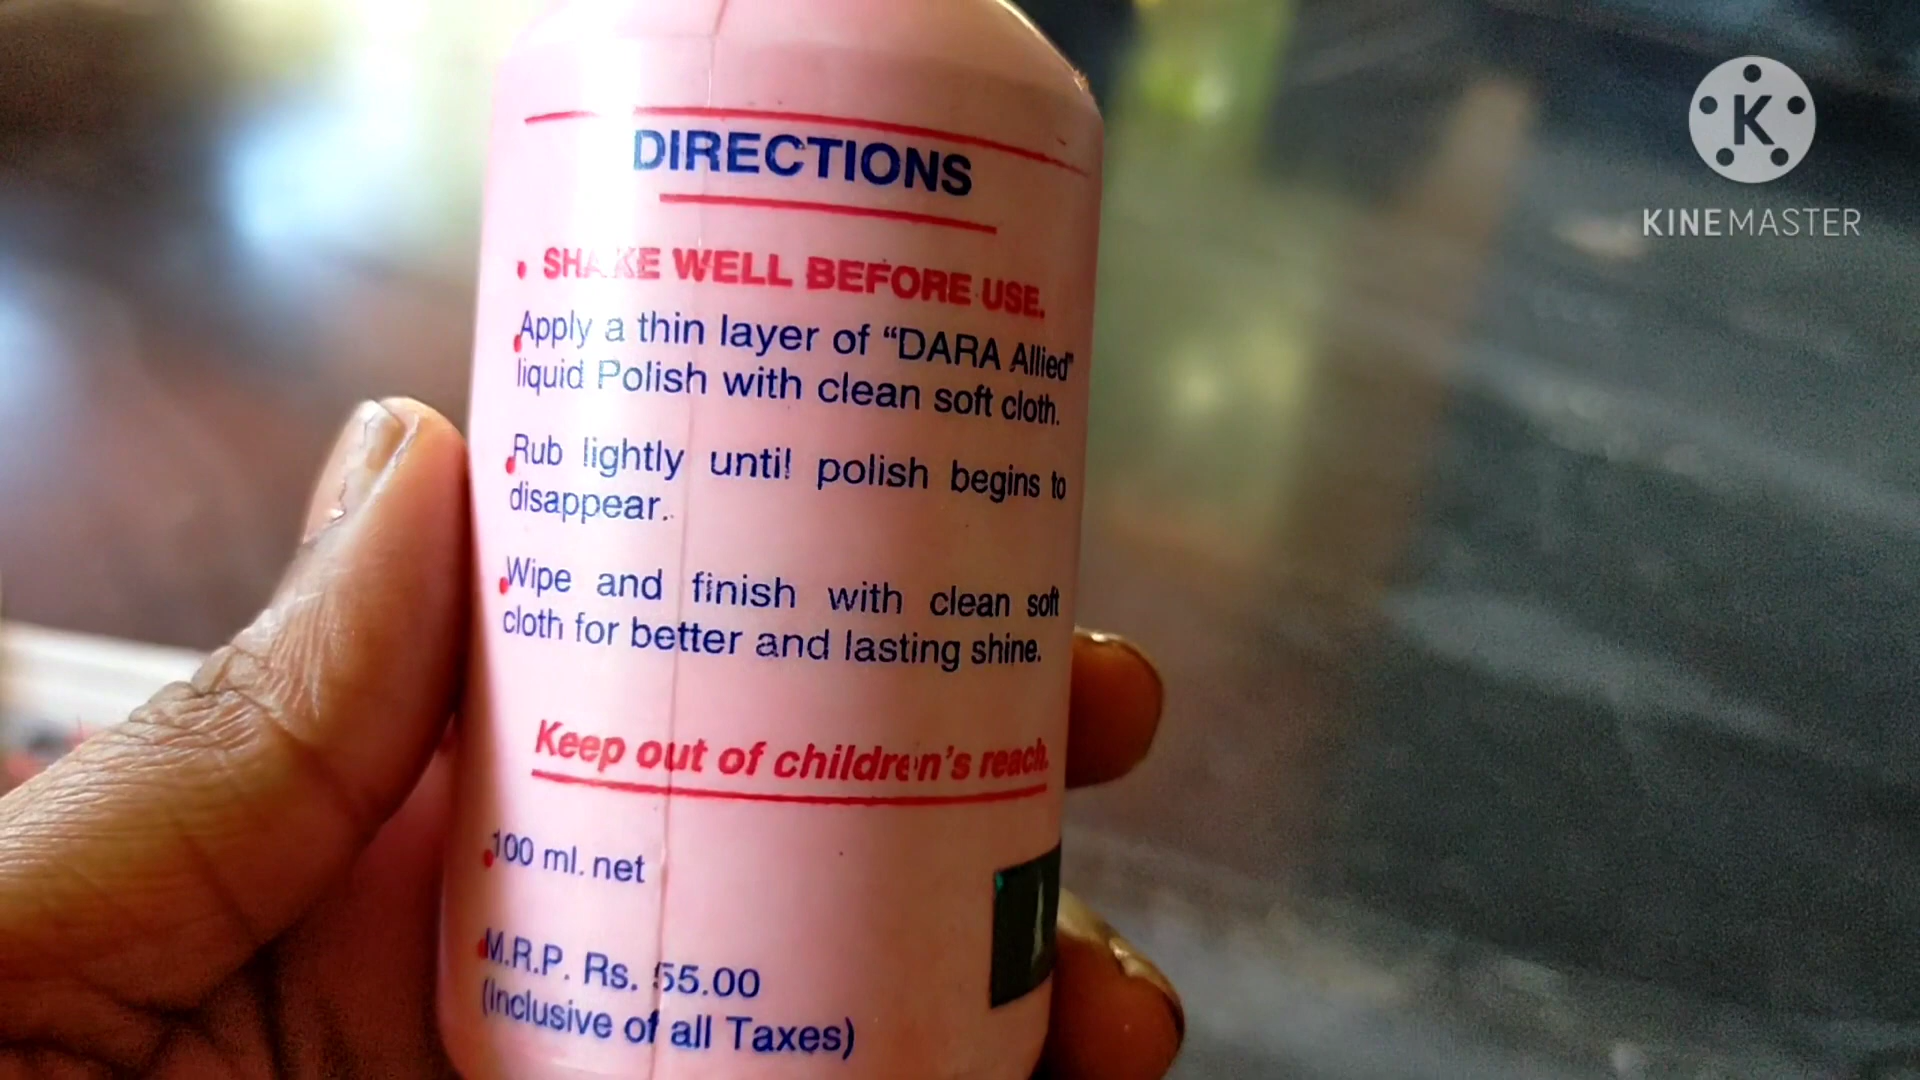 DIRECTIONS
• SHAKE WELL BEFORE USE.
• Apply a thin layer of “DARA Allied”
liquid Polish with clean soft cloth.
• Rub lightly until polish begins to
disappear.
• Wipe and finish with clean soft
cloth for better and lasting shine.
Keep out of children's reach.
• 100 ml. net
• M.R.P. Rs. 55.00
(Inclusive of all Taxes)
K
KINEMASTER